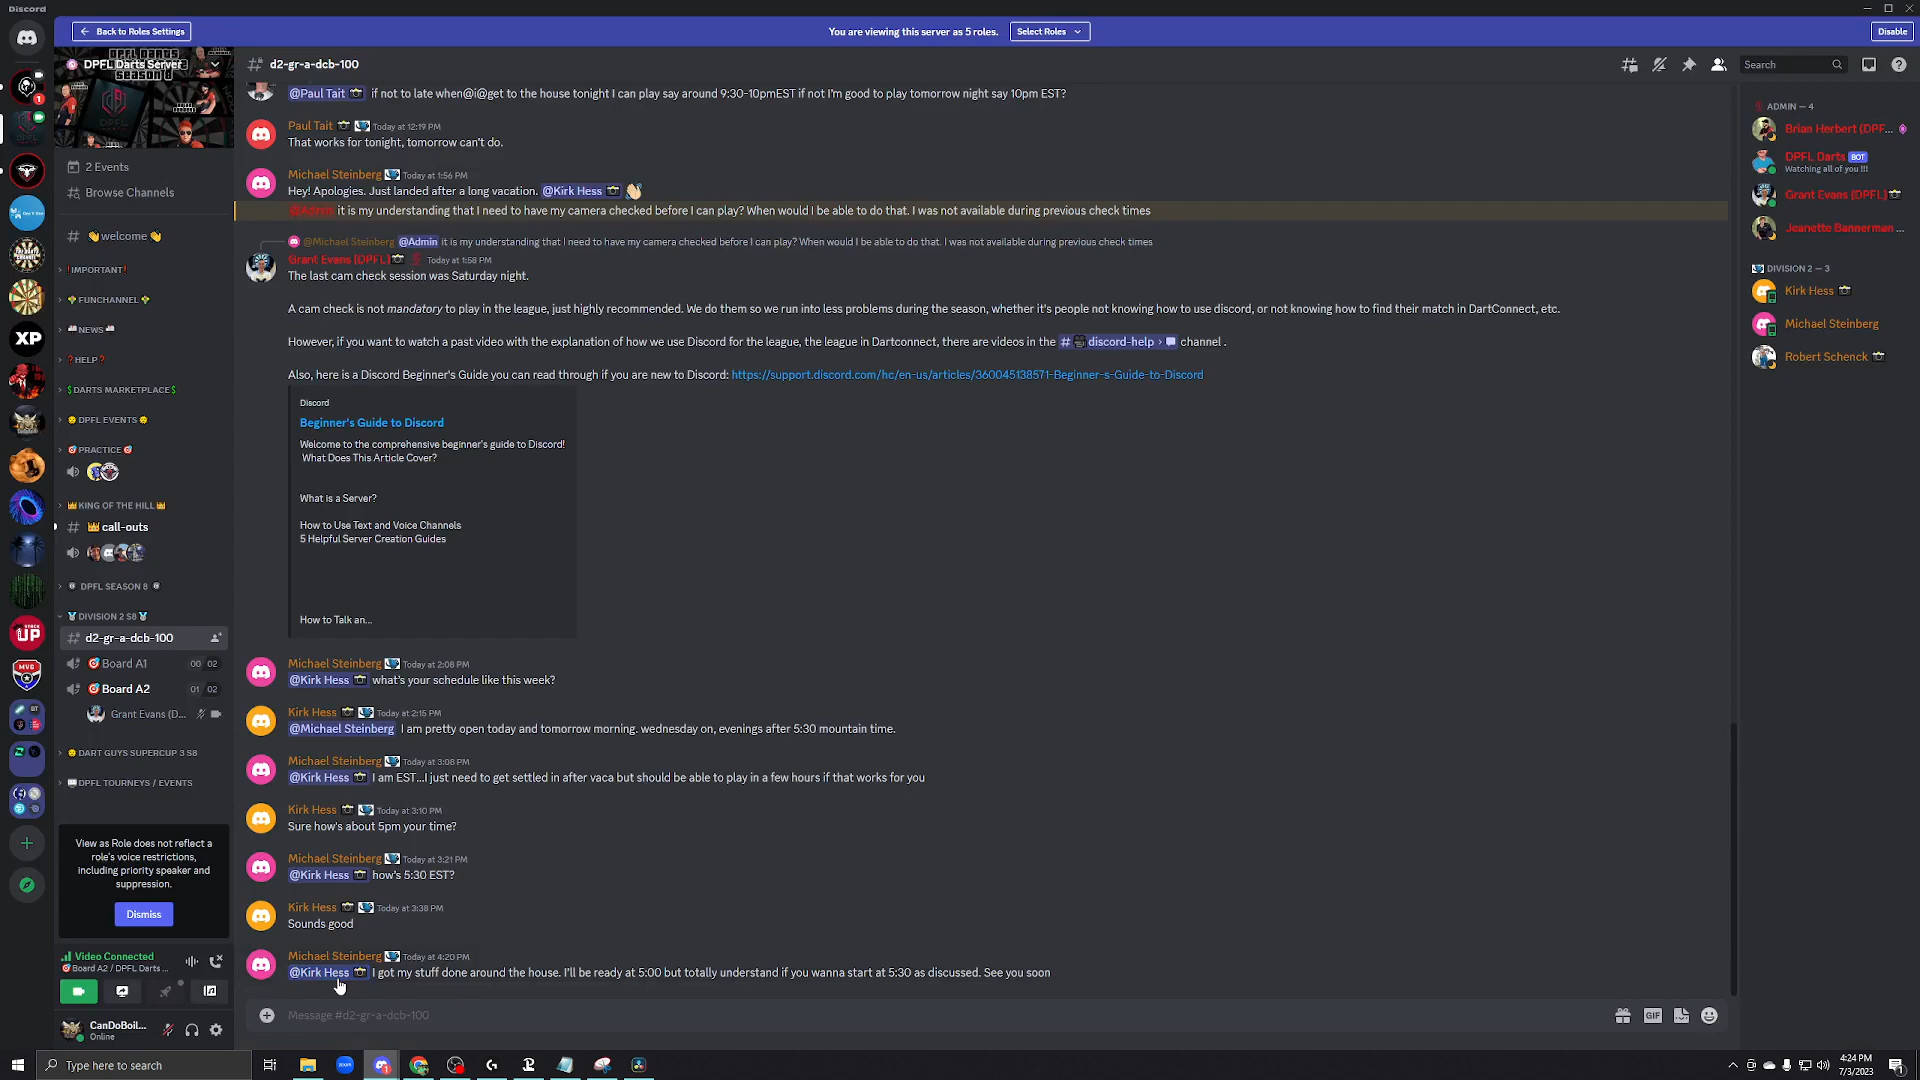 Discord
Back to Roles Settings
You are viewing this server as 5 roles.
Select Roles
Disable
DPFL DARTS
DPFL Darts Server
SEASON 8
d2-gr-a-dcb-100
Search
2 Events
Browse Channels
welcome
IMPORTANT
FUNCHANNEL
NEWS
HELP
DARTS MARKETPLACE
DPFL EVENTS
PRACTICE
KING OF THE HILL
call-outs
DPFL SEASON 8
DIVISION 2 S8
d2-gr-a-dcb-100
Board A1 00 02
Board A2 01 02
Grant Evans (D...
DART GUYS SUPERCUP 3 S8
DPFL TOURNEYS / EVENTS
View as Role does not reflect a
role's voice restrictions,
including priority speaker and
suppression.
Dismiss
Video Connected
Board A2 / DPFL Darts ...
CanDoBoil...
Online
@Paul Tait if not to late when@i@get to the house tonight I can play say around 9:30-10pmEST if not I'm good to play tomorrow night say 10pm EST?
Paul Tait Today at 12:19 PM
That works for tonight, tomorrow can't do.
Michael Steinberg Today at 1:56 PM
Hey! Apologies. Just landed after a long vacation. @Kirk Hess
@Admin it is my understanding that I need to have my camera checked before I can play? When would I be able to do that. I was not available during previous check times
@Michael Steinberg @Admin it is my understanding that I need to have my camera checked before I can play? When would I be able to do that. I was not available during previous check times
Grant Evans (DPFL) Today at 1:58 PM
The last cam check session was Saturday night.
A cam check is not mandatory to play in the league, just highly recommended. We do them so we run into less problems during the season, whether it's people not knowing how to use discord, or not knowing how to find their match in DartConnect, etc.
However, if you want to watch a past video with the explanation of how we use Discord for the league, the league in Dartconnect, there are videos in the # discord-help › channel .
Also, here is a Discord Beginner's Guide you can read through if you are new to Discord: https://support.discord.com/hc/en-us/articles/360045138571-Beginner-s-Guide-to-Discord
Discord
Beginner's Guide to Discord
Welcome to the comprehensive beginner's guide to Discord!
What Does This Article Cover?
What is a Server?
How to Use Text and Voice Channels
5 Helpful Server Creation Guides
How to Talk an...
Michael Steinberg Today at 2:08 PM
@Kirk Hess what's your schedule like this week?
Kirk Hess Today at 2:15 PM
@Michael Steinberg I am pretty open today and tomorrow morning. wednesday on, evenings after 5:30 mountain time.
Michael Steinberg Today at 3:08 PM
@Kirk Hess I am EST...I just need to get settled in after vaca but should be able to play in a few hours if that works for you
Kirk Hess Today at 3:10 PM
Sure how's about 5pm your time?
Michael Steinberg Today at 3:21 PM
@Kirk Hess how's 5:30 EST?
Kirk Hess Today at 3:38 PM
Sounds good
Michael Steinberg Today at 4:20 PM
@Kirk Hess I got my stuff done around the house. I'll be ready at 5:00 but totally understand if you wanna start at 5:30 as discussed. See you soon
Message #d2-gr-a-dcb-100
GIF
ADMIN — 4
Brian Herbert (DPF...
DPFL Darts BOT
Watching all of you !!!
Grant Evans (DPFL)
Jeanette Bannerman ...
DIVISION 2 — 3
Kirk Hess
Michael Steinberg
Robert Schenck
XP
UP
MVG
Type here to search
zoom
4:24 PM
7/3/2023